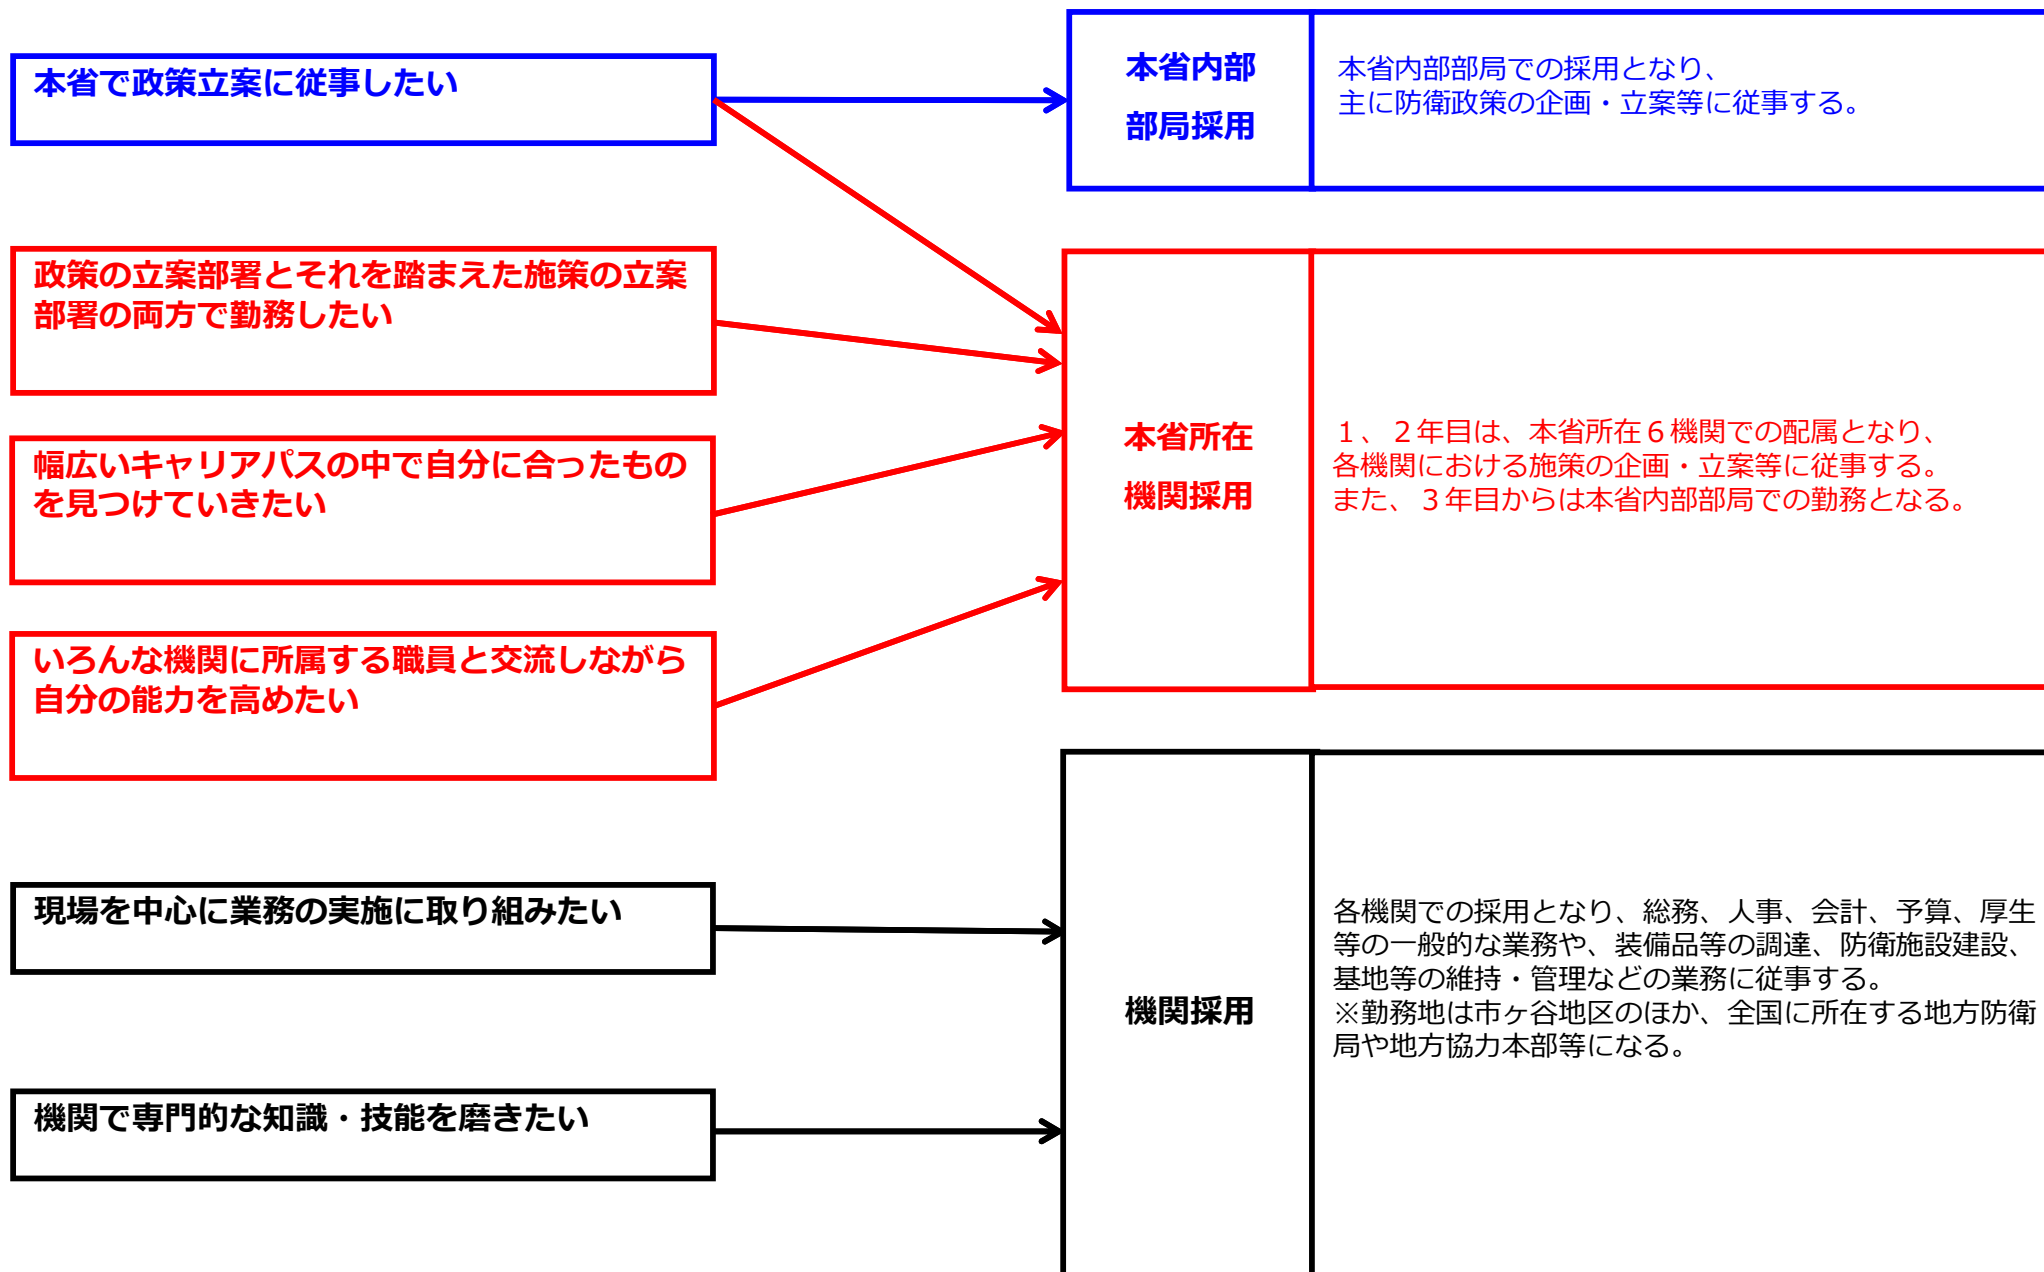 本省で政策立案に従事したい
本省内部
部局採用
本省内部部局での採用となり、
主に防衛政策の企画・立案等に従事する。
政策の立案部署とそれを踏まえた施策の立案
部署の両方で勤務したい
幅広いキャリアパスの中で自分に合ったもの
を見つけていきたい
いろんな機関に所属する職員と交流しながら
自分の能力を高めたい
本省所在
機関採用
１、２年目は、本省所在６機関での配属となり、
各機関における施策の企画・立案等に従事する。
また、３年目からは本省内部部局での勤務となる。
現場を中心に業務の実施に取り組みたい
機関で専門的な知識・技能を磨きたい
機関採用
各機関での採用となり、総務、人事、会計、予算、厚生
等の一般的な業務や、装備品等の調達、防衛施設建設、
基地等の維持・管理などの業務に従事する。
※勤務地は市ヶ谷地区のほか、全国に所在する地方防衛
局や地方協力本部等になる。